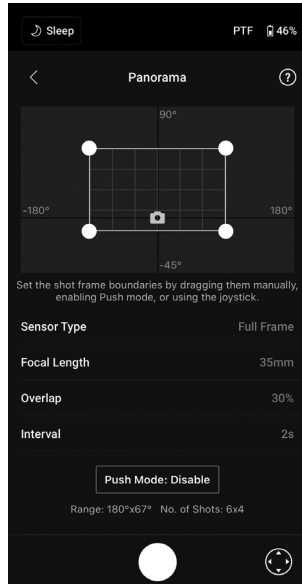 Sleep PTF 46%
Panorama ?
90°
-180° 180°
-45°
Set the shot frame boundaries by dragging them manually,
enabling Push mode, or using the joystick.
Sensor Type Full Frame
Focal Length 35mm
Overlap 30%
Interval 2s
Push Mode: Disable
Range: 180°x67° No. of Shots: 6x4